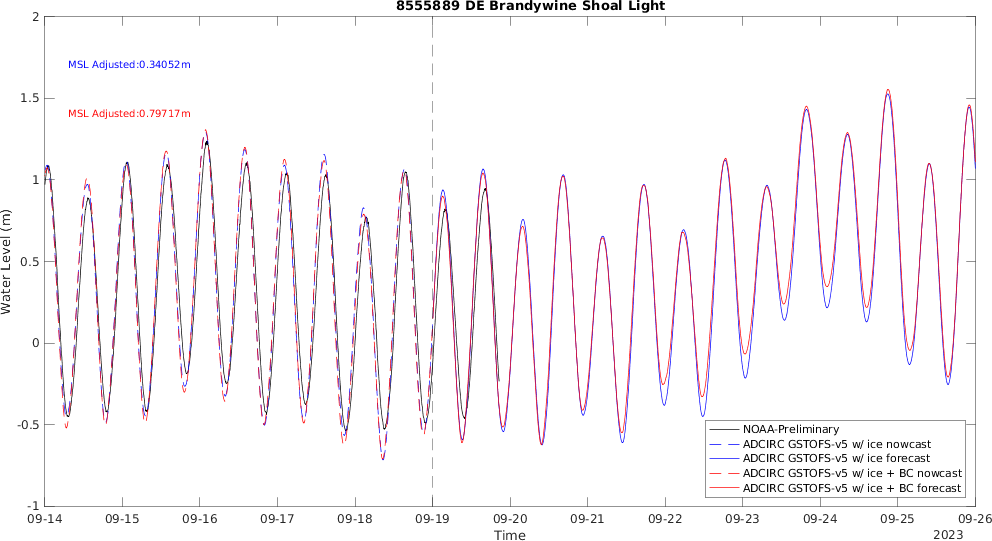 8555889 DE Brandywine Shoal Light
2
1.5
1
0.5
0
-0.5
-1
Water Level (m)
MSL Adjusted:0.34052m
MSL Adjusted:0.79717m
NOAA-Preliminary
ADCIRC GSTOFS-v5 w/ ice nowcast
ADCIRC GSTOFS-v5 w/ ice forecast
ADCIRC GSTOFS-v5 w/ ice + BC nowcast
ADCIRC GSTOFS-v5 w/ ice + BC forecast
09-14 09-15 09-16 09-17 09-18 09-19 09-20 09-21 09-22 09-23 09-24 09-25 09-26
Time
2023